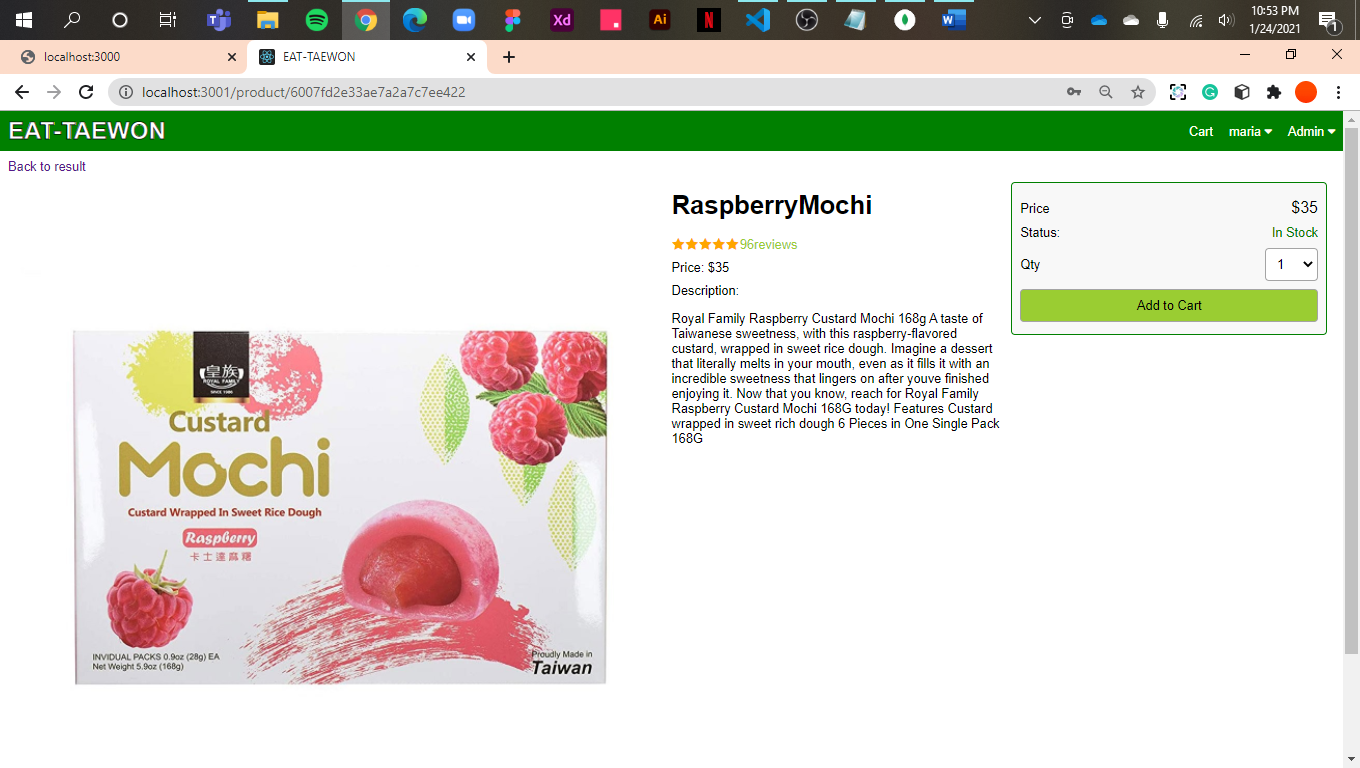 10:53 PM
1/24/2021
1
Xd
Ai
N
localhost:3000
EAT-TAEWON
localhost:3001/product/6007fd2e33ae7a2a7c7ee422
EAT-TAEWON
Cart
maria
Admin
Back to result
RaspberryMochi
96reviews
Price: $35
Description:
Royal Family Raspberry Custard Mochi 168g A taste of
Taiwanese sweetness, with this raspberry-flavored
custard, wrapped in sweet rice dough. Imagine a dessert
that literally melts in your mouth, even as it fills it with an
incredible sweetness that lingers on after youve finished
enjoying it. Now that you know, reach for Royal Family
Raspberry Custard Mochi 168G today! Features Custard
wrapped in sweet rich dough 6 Pieces in One Single Pack
168G
Price
$35
Status:
In Stock
Qty
1
Add to Cart
皇族
ROYAL FAMILY
SINCE 1986
Custard
Mochi
Custard Wrapped In Sweet Rice Dough
Raspberry
卡士達麻糬
INVIDUAL PACKS 0.9oz (28g) EA
Net Weight 5.9oz (168g)
Proudly Made in
Taiwan